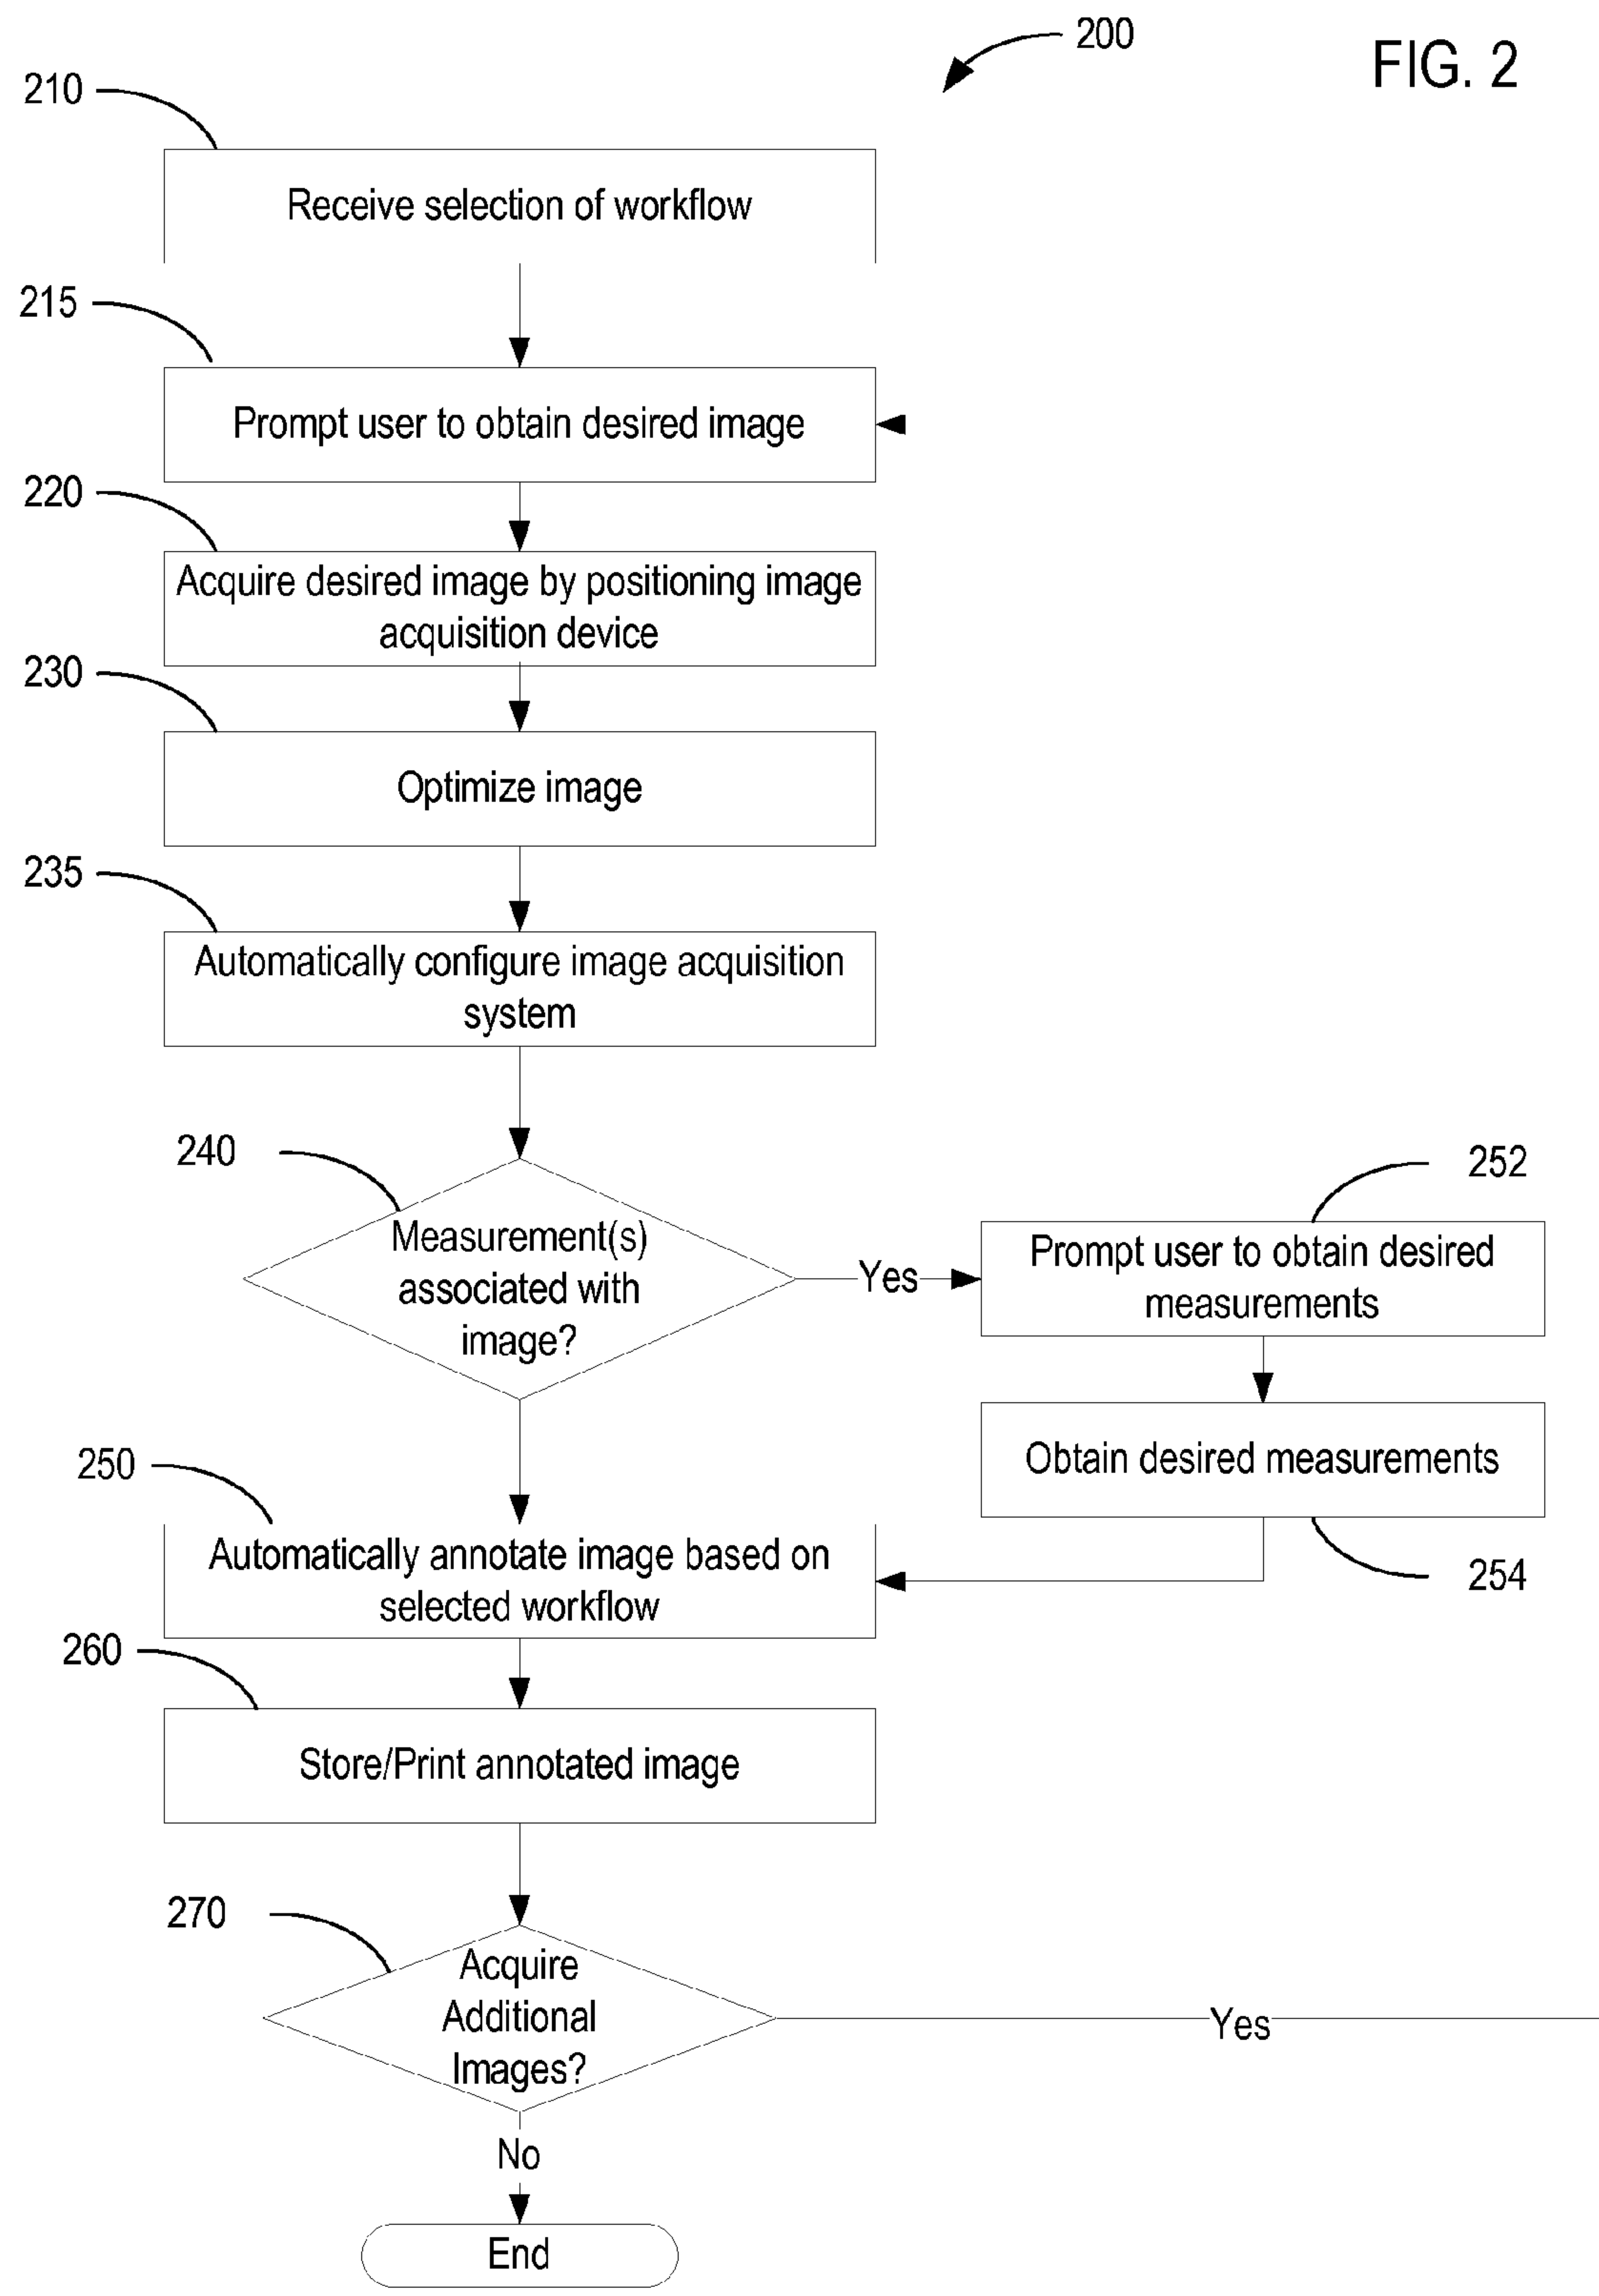 200
FIG. 2
210
Receive selection of workflow
215
Prompt user to obtain desired image
220
Acquire desired image by positioning image
acquisition device
230
Optimize image
235
Automatically configure image acquisition
system
240
Measurement(s)
associated with
image?
Yes
252
Prompt user to obtain desired
measurements
Obtain desired measurements
254
250
Automatically annotate image based on
selected workflow
260
Store/Print annotated image
270
Acquire
Additional
Images?
Yes
No
End